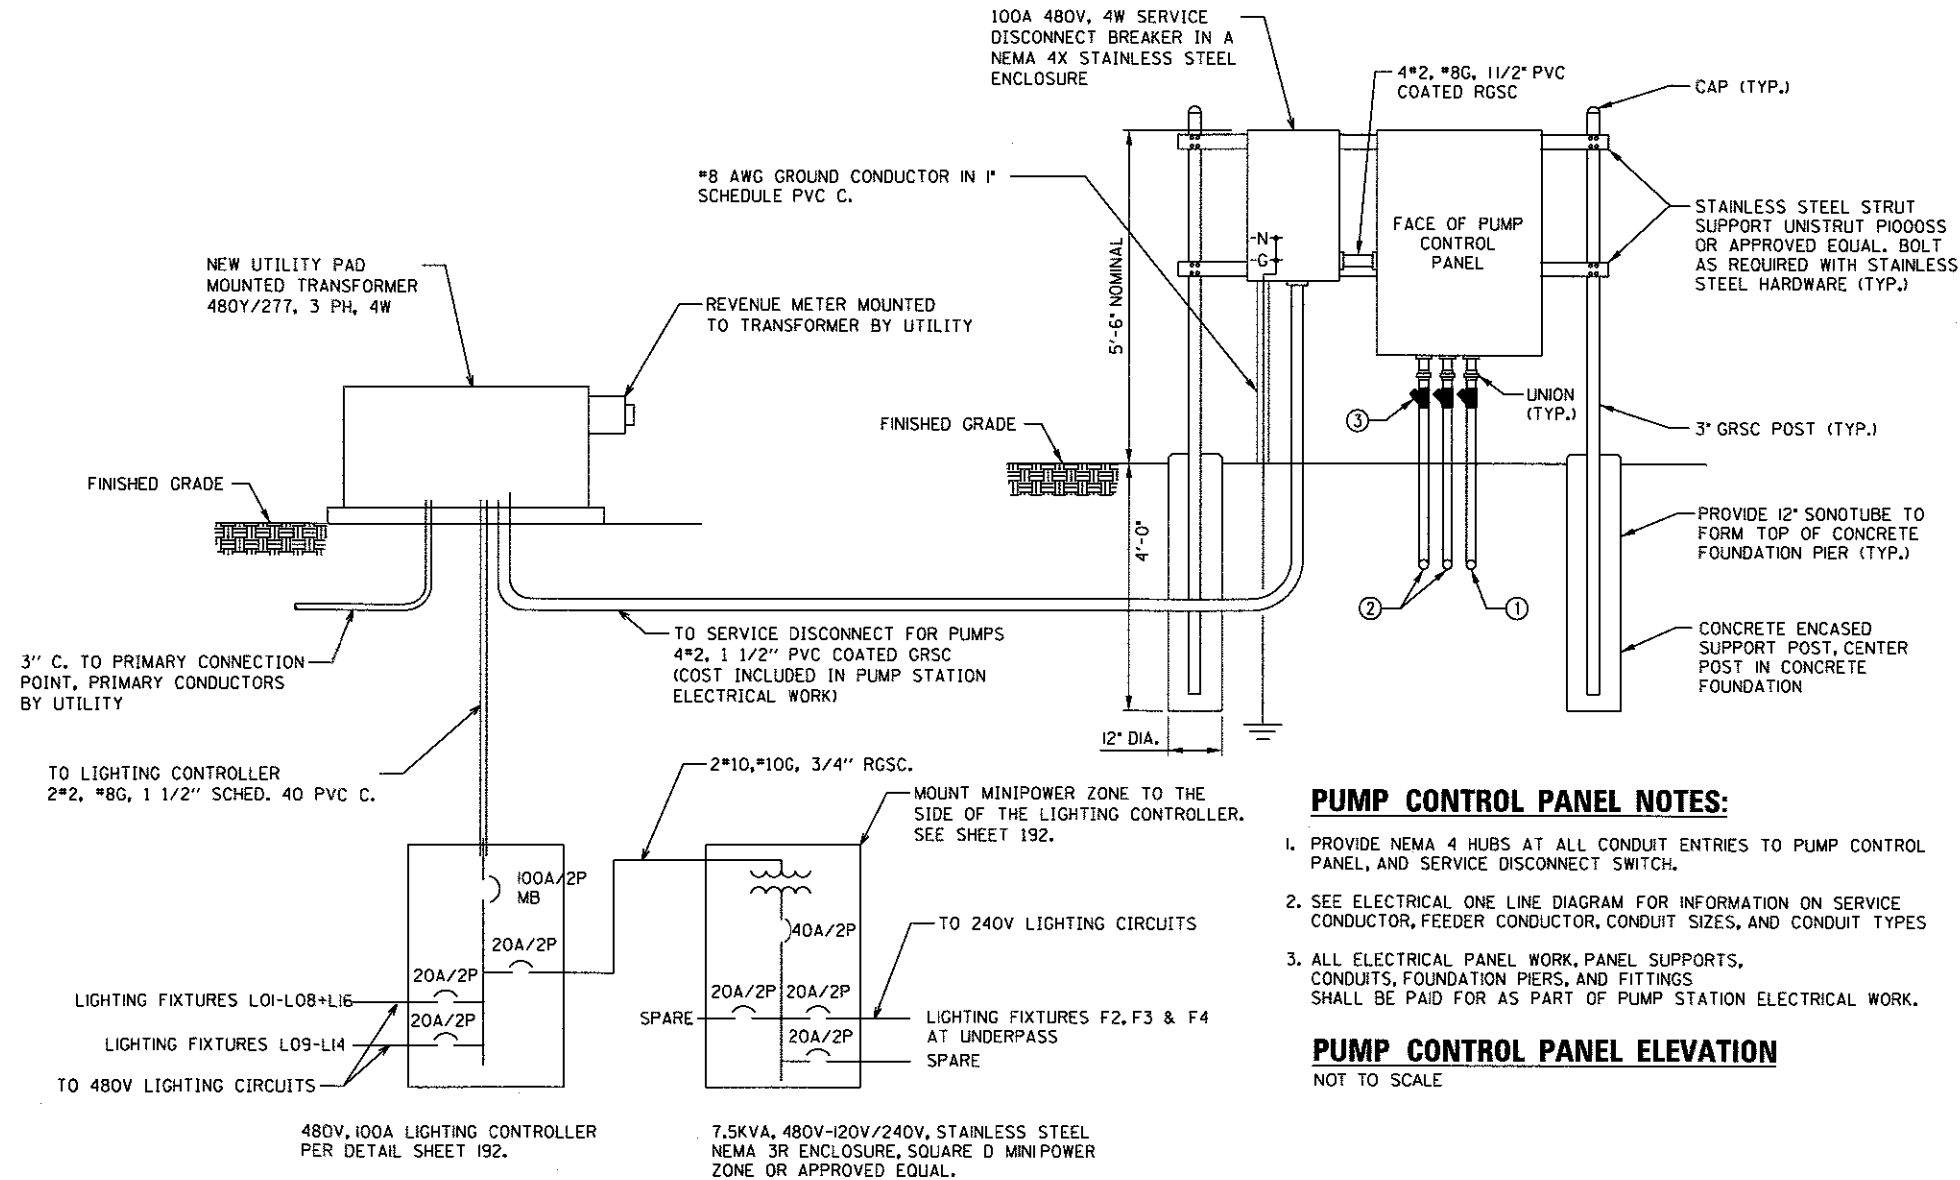 100A 480V, 4W SERVICE
DISCONNECT BREAKER IN A
NEMA 4X STAINLESS STEEL
ENCLOSURE
4#2, #8G, 1 1/2" PVC
COATED RGSC
CAP (TYP.)
#8 AWG GROUND CONDUCTOR IN 1"
SCHEDULE PVC C.
STAINLESS STEEL STRUT
SUPPORT UNISTRUT P1000SS
OR APPROVED EQUAL. BOLT
AS REQUIRED WITH STAINLESS
STEEL HARDWARE (TYP.)
FACE OF PUMP
CONTROL
PANEL
N
G
5'-6" NOMINAL
NEW UTILITY PAD
MOUNTED TRANSFORMER
480Y/277, 3 PH, 4W
REVENUE METER MOUNTED
TO TRANSFORMER BY UTILITY
UNION
(TYP.)
3
3" GRSC POST (TYP.)
FINISHED GRADE
FINISHED GRADE
4'-0"
PROVIDE 12" SONOTUBE TO
FORM TOP OF CONCRETE
FOUNDATION PIER (TYP.)
2
1
CONCRETE ENCASED
SUPPORT POST, CENTER
POST IN CONCRETE
FOUNDATION
3" C. TO PRIMARY CONNECTION
POINT, PRIMARY CONDUCTORS
BY UTILITY
TO SERVICE DISCONNECT FOR PUMPS
4#2, 1 1/2" PVC COATED GRSC
(COST INCLUDED IN PUMP STATION
ELECTRICAL WORK)
12" DIA.
TO LIGHTING CONTROLLER
2#2, #8G, 1 1/2" SCHED. 40 PVC C.
2#10,#10G, 3/4" RGSC.
MOUNT MINIPOWER ZONE TO THE
SIDE OF THE LIGHTING CONTROLLER.
SEE SHEET 192.
100A/2P
MB
20A/2P
20A/2P
20A/2P
LIGHTING FIXTURES L01-L08+L16
LIGHTING FIXTURES L09-L14
TO 480V LIGHTING CIRCUITS
480V, 100A LIGHTING CONTROLLER
PER DETAIL SHEET 192.
40A/2P
TO 240V LIGHTING CIRCUITS
20A/2P
20A/2P
20A/2P
SPARE
LIGHTING FIXTURES F2, F3 & F4
AT UNDERPASS
SPARE
7.5KVA, 480V-120V/240V, STAINLESS STEEL
NEMA 3R ENCLOSURE, SQUARE D MINIPOWER
ZONE OR APPROVED EQUAL.
PUMP CONTROL PANEL NOTES:
1. PROVIDE NEMA 4 HUBS AT ALL CONDUIT ENTRIES TO PUMP CONTROL
PANEL, AND SERVICE DISCONNECT SWITCH.
2. SEE ELECTRICAL ONE LINE DIAGRAM FOR INFORMATION ON SERVICE
CONDUCTOR, FEEDER CONDUCTOR, CONDUIT SIZES, AND CONDUIT TYPES
3. ALL ELECTRICAL PANEL WORK, PANEL SUPPORTS,
CONDUITS, FOUNDATION PIERS, AND FITTINGS
SHALL BE PAID FOR AS PART OF PUMP STATION ELECTRICAL WORK.
PUMP CONTROL PANEL ELEVATION
NOT TO SCALE